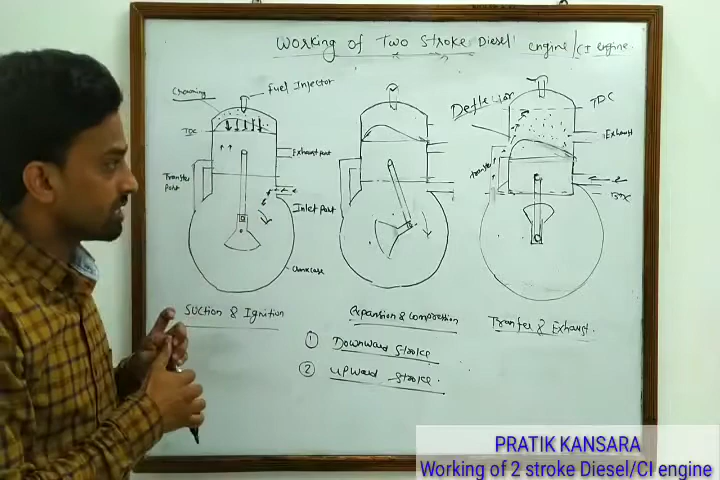 Working of Two Stroke Diesel engine/CI engine.
Crowning
Fuel Injector
TDC
Exhaust port
Transfer port
Inlet port
Crankcase
Suction & Ignition
Expansion & Compression
Deflector
TDC
Exhaust
Transfer
Transfer & Exhaust.
1 Downward Stroke
2 Upward Stroke.
PRATIK KANSARA
Working of 2 stroke Diesel/CI engine